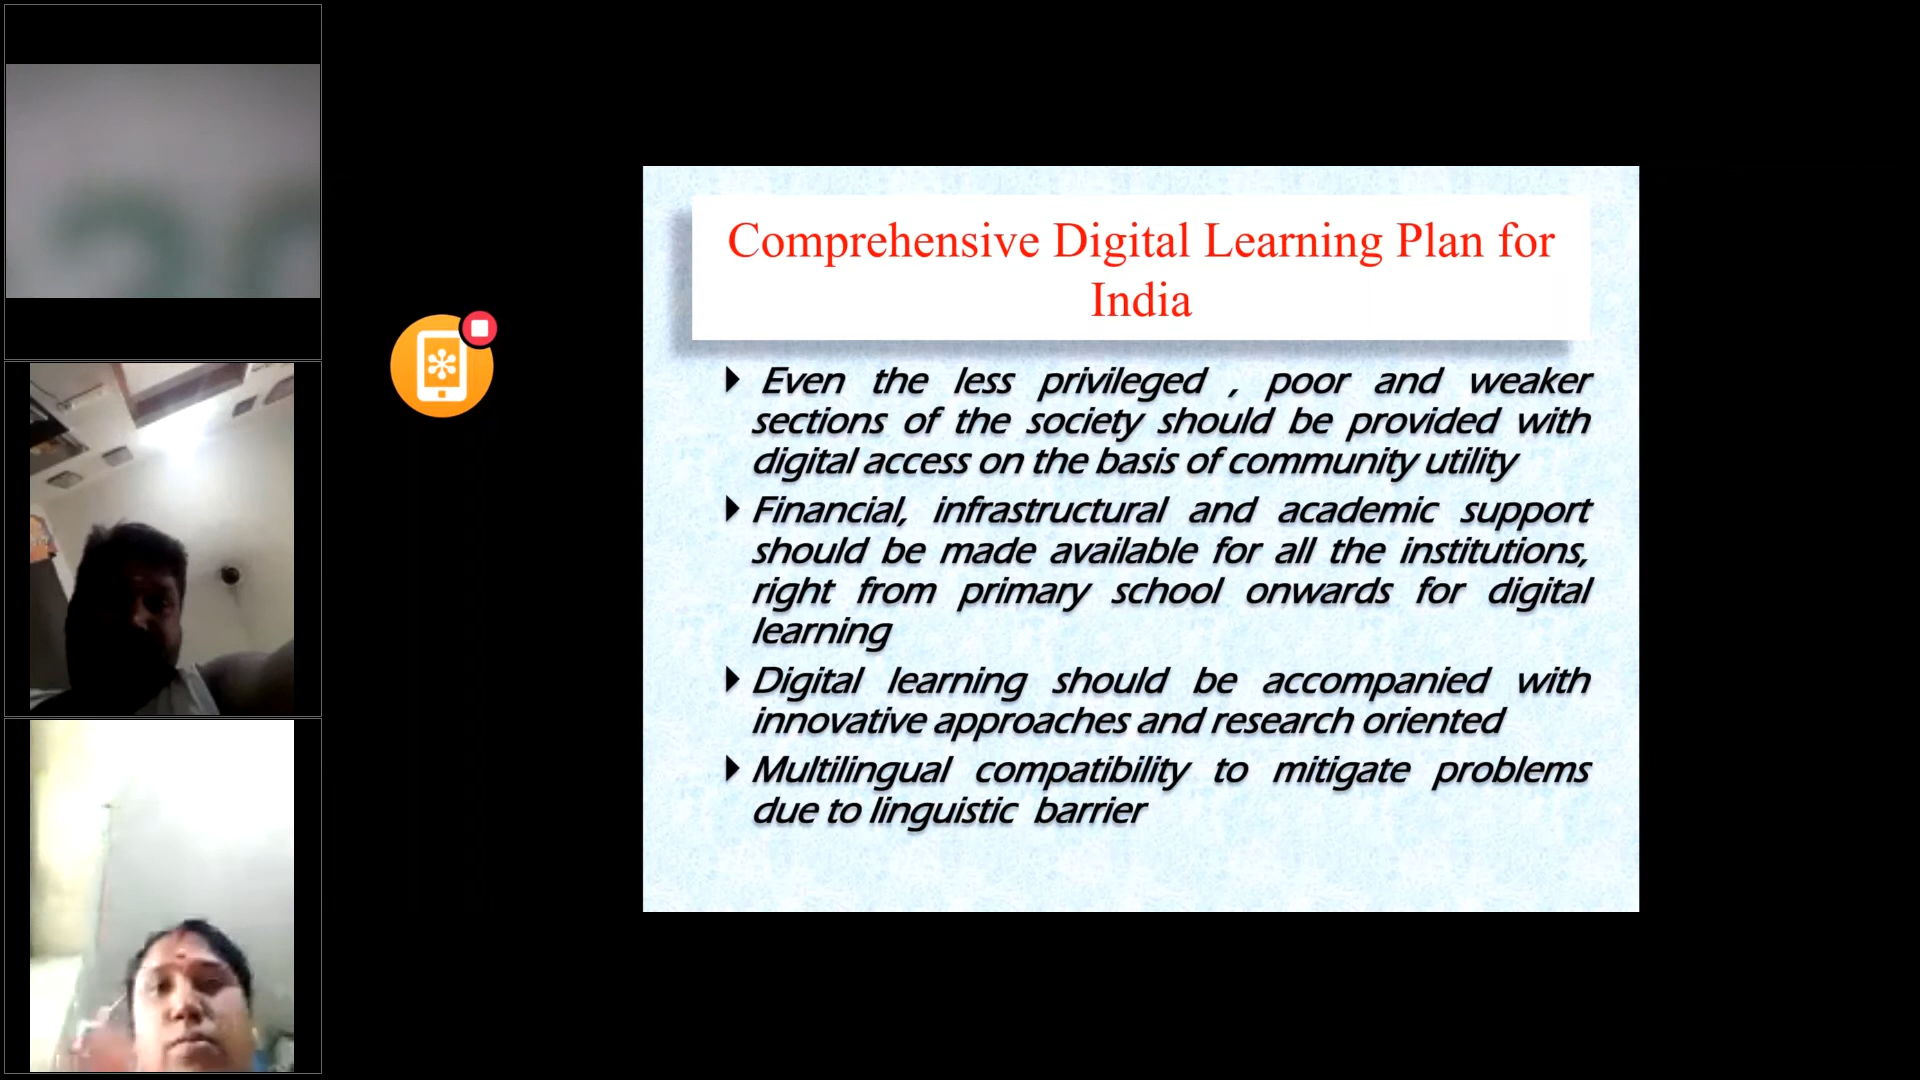 Comprehensive Digital Learning Plan for
India
Even the less privileged , poor and weaker
sections of the society should be provided with
digital access on the basis of community utility
Financial, infrastructural and academic support
should be made available for all the institutions,
right from primary school onwards for digital
learning
Digital learning should be accompanied with
innovative approaches and research oriented
Multilingual compatibility to mitigate problems
due to linguistic barrier